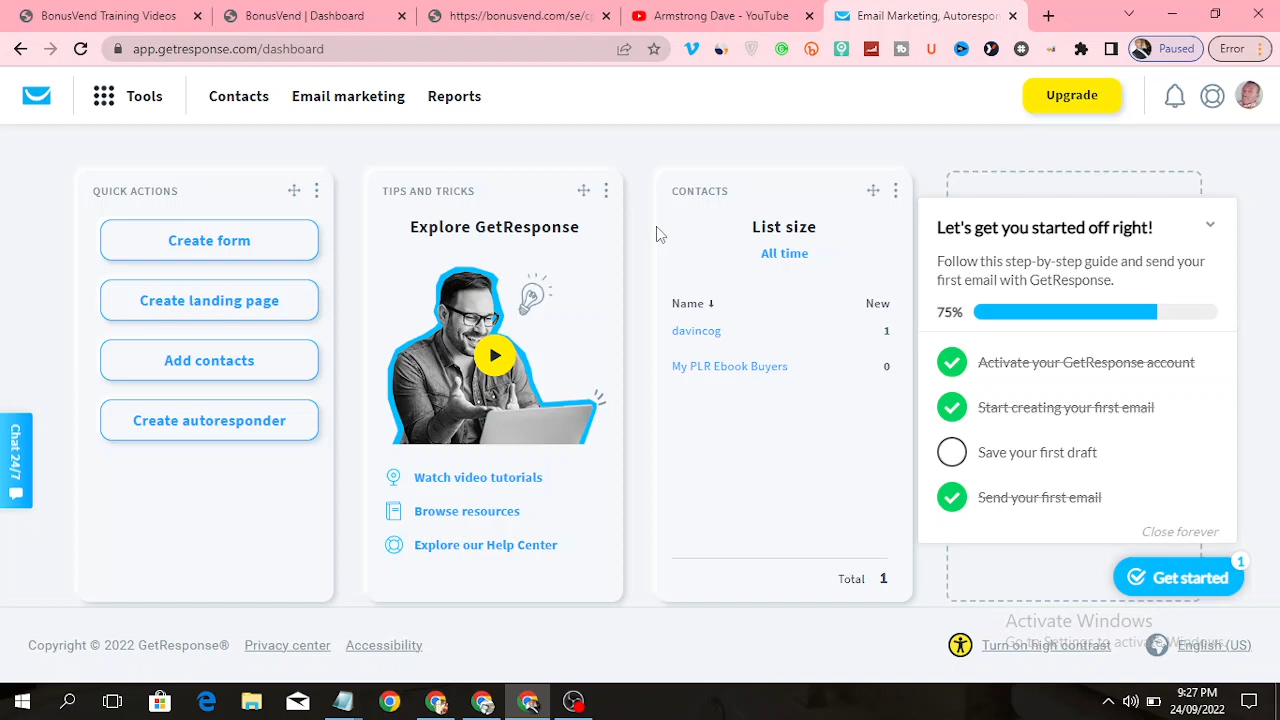 BonusVend | Training Videos
BonusVend | Dashboard
https://bonusvend.com/se/cp
Armstrong Dave - YouTube
Email Marketing, Autorespon
app.getresponse.com/dashboard
Paused
Error
Tools
Contacts
Email marketing
Reports
Upgrade
QUICK ACTIONS
Create form
Create landing page
Add contacts
Create autoresponder
TIPS AND TRICKS
Explore GetResponse
Watch video tutorials
Browse resources
Explore our Help Center
CONTACTS
List size
All time
Name New
davincog 1
My PLR Ebook Buyers 0
Total 1
Let's get you started off right!
Follow this step-by-step guide and send your
first email with GetResponse.
75%
Activate your GetResponse account
Start creating your first email
Save your first draft
Send your first email
Close forever
Get started
1
Chat 24/7
Activate Windows
Go to Settings to activate Windows.
Copyright © 2022 GetResponse®
Privacy center
Accessibility
Turn on high contrast
English (US)
9:27 PM
24/09/2022